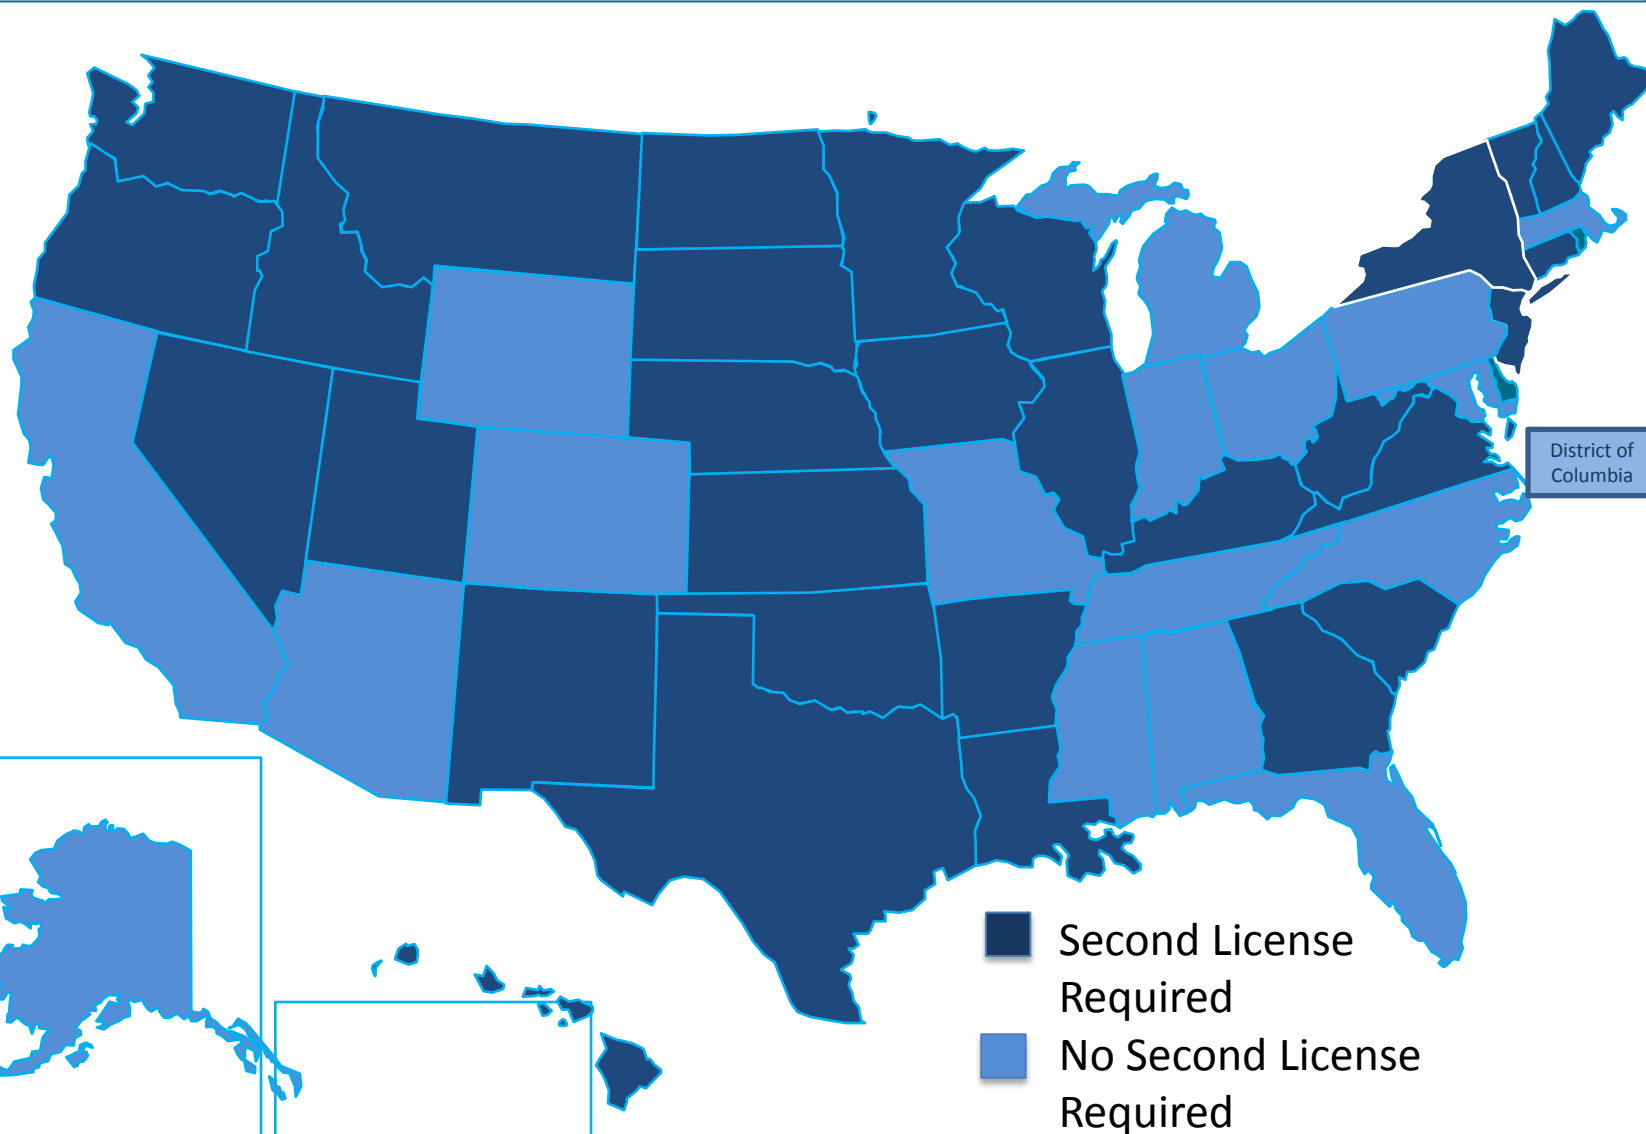 District of
Columbia
Second License
Required
No Second License
Required